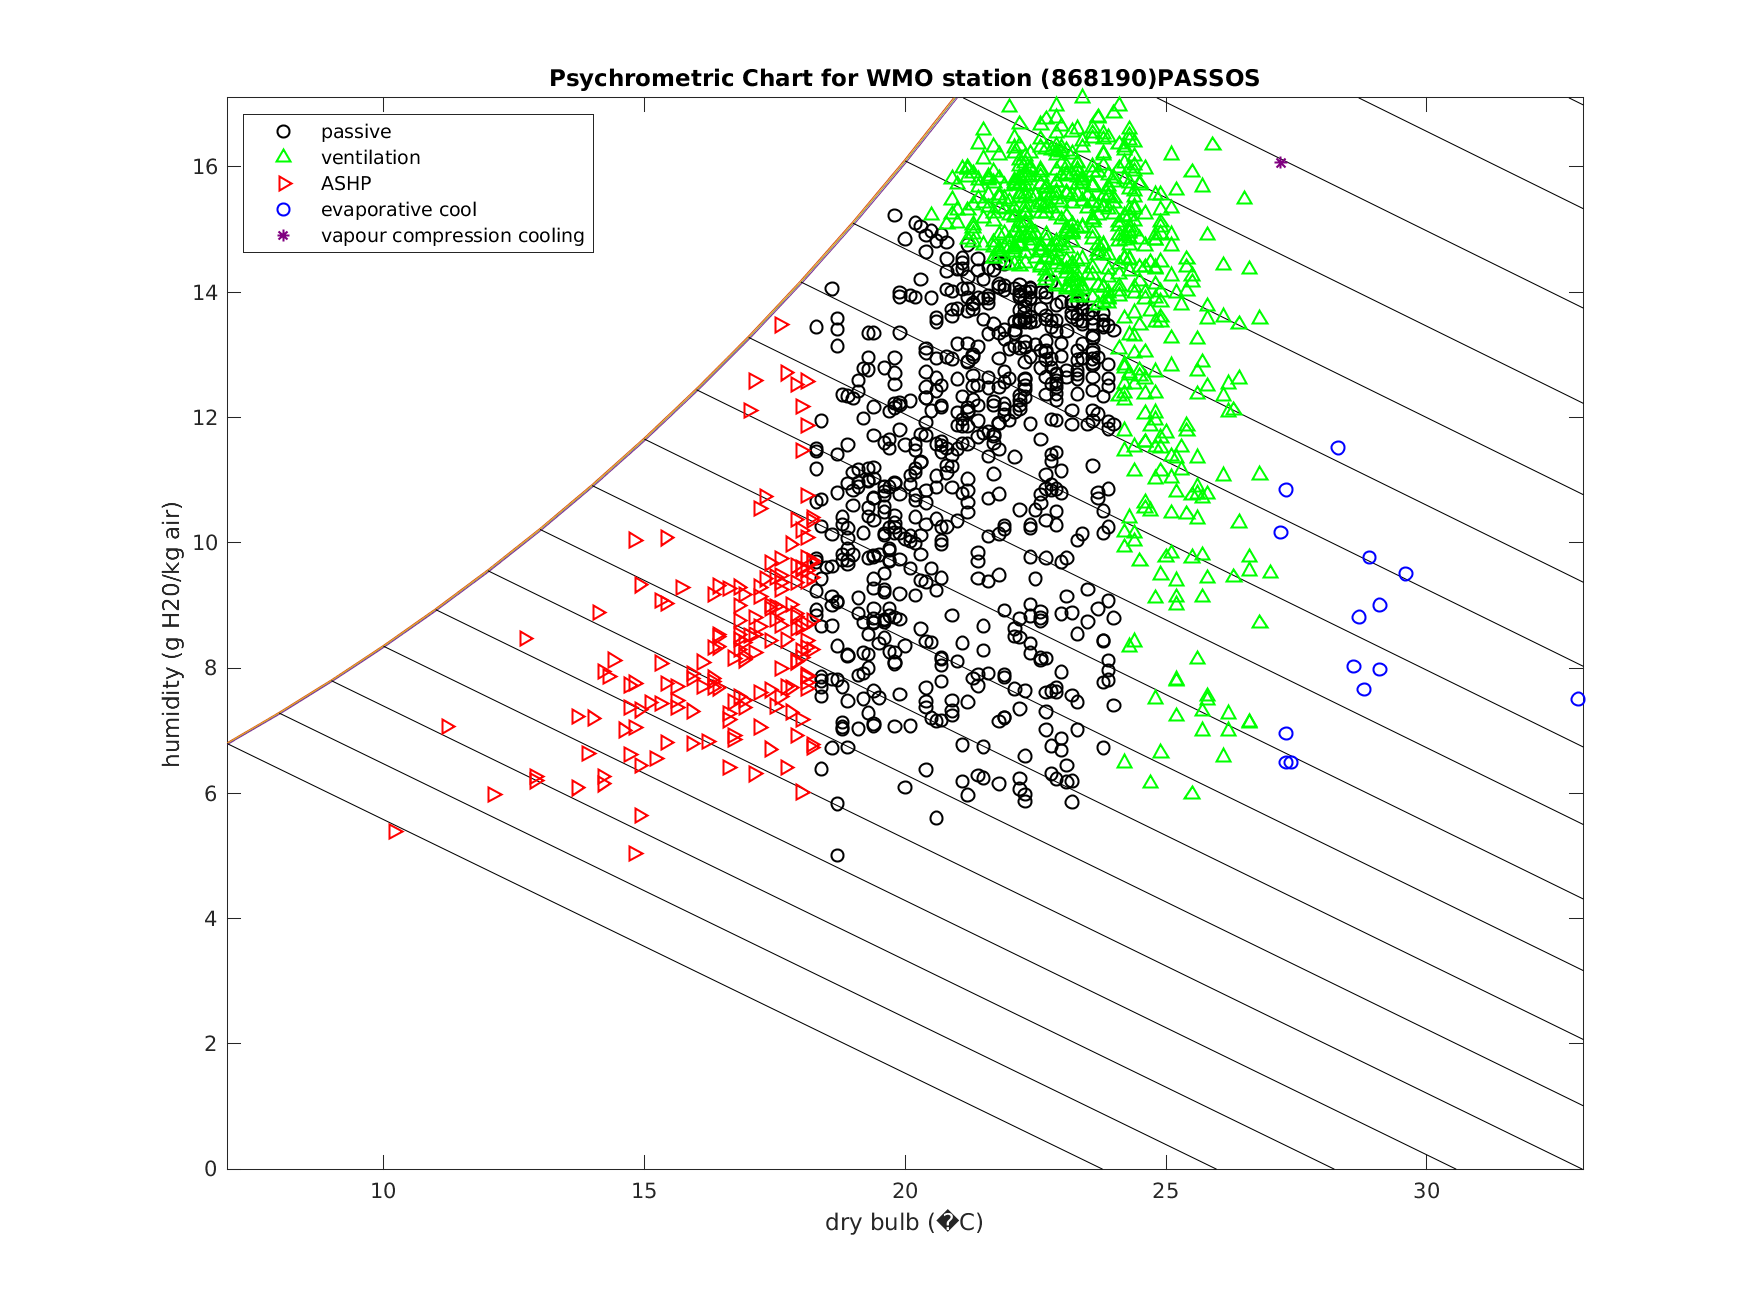 Psychrometric Chart for WMO station (868190)PASSOS
passive
ventilation
ASHP
evaporative cool
vapour compression cooling
humidity (g H20/kg air)
16
14
12
10
8
6
4
2
0
10 15 20 25 30
dry bulb (�C)